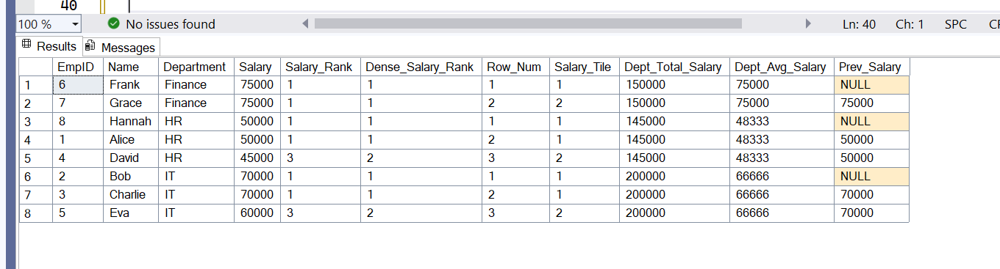 40
100 % No issues found Ln: 40 Ch: 1 SPC
Results Messages
EmpID Name Department Salary Salary_Rank Dense_Salary_Rank Row_Num Salary_Tile Dept_Total_Salary Dept_Avg_Salary Prev_Salary
1 6 Frank Finance 75000 1 1 1 1 150000 75000 NULL
2 7 Grace Finance 75000 1 1 2 2 150000 75000 75000
3 8 Hannah HR 50000 1 1 1 1 145000 48333 NULL
4 1 Alice HR 50000 1 1 2 1 145000 48333 50000
5 4 David HR 45000 3 2 3 2 145000 48333 50000
6 2 Bob IT 70000 1 1 1 1 200000 66666 NULL
7 3 Charlie IT 70000 1 1 2 1 200000 66666 70000
8 5 Eva IT 60000 3 2 3 2 200000 66666 70000